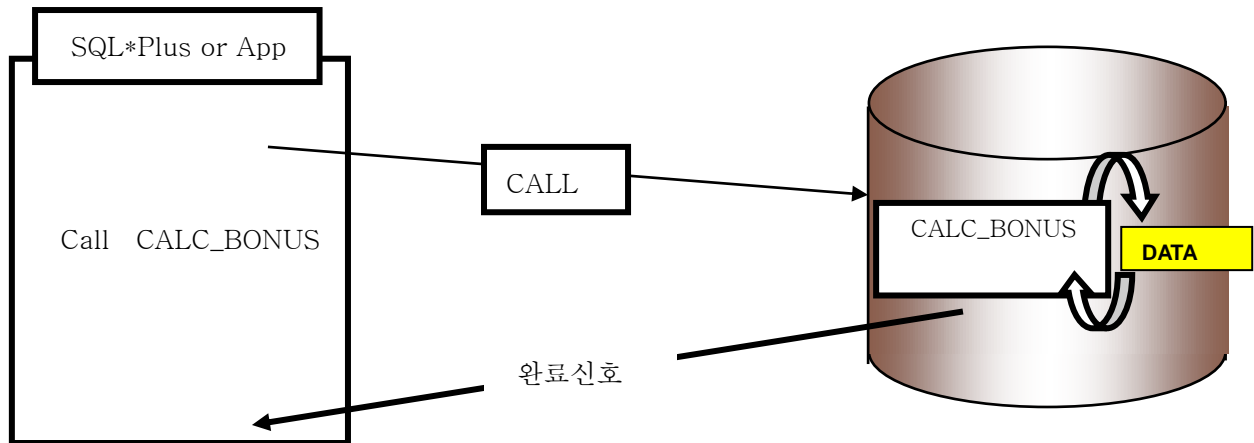 SQL*Plus or App
CALL
Call CALC_BONUS
CALC_BONUS
DATA
완료신호